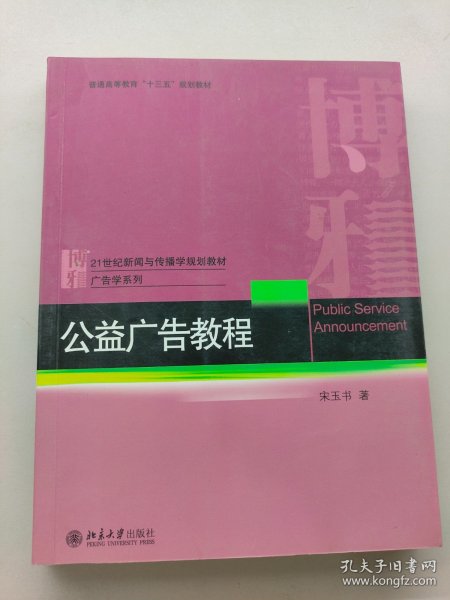 普通高等教育“十三五”规划教材
博雅
博雅
21世纪新闻与传播学规划教材
广告学系列
公益广告教程
Public Service
Announcement
宋玉书 著
北京大学出版社
PEKING UNIVERSITY PRESS
孔夫子旧书网
www.kongfz.com